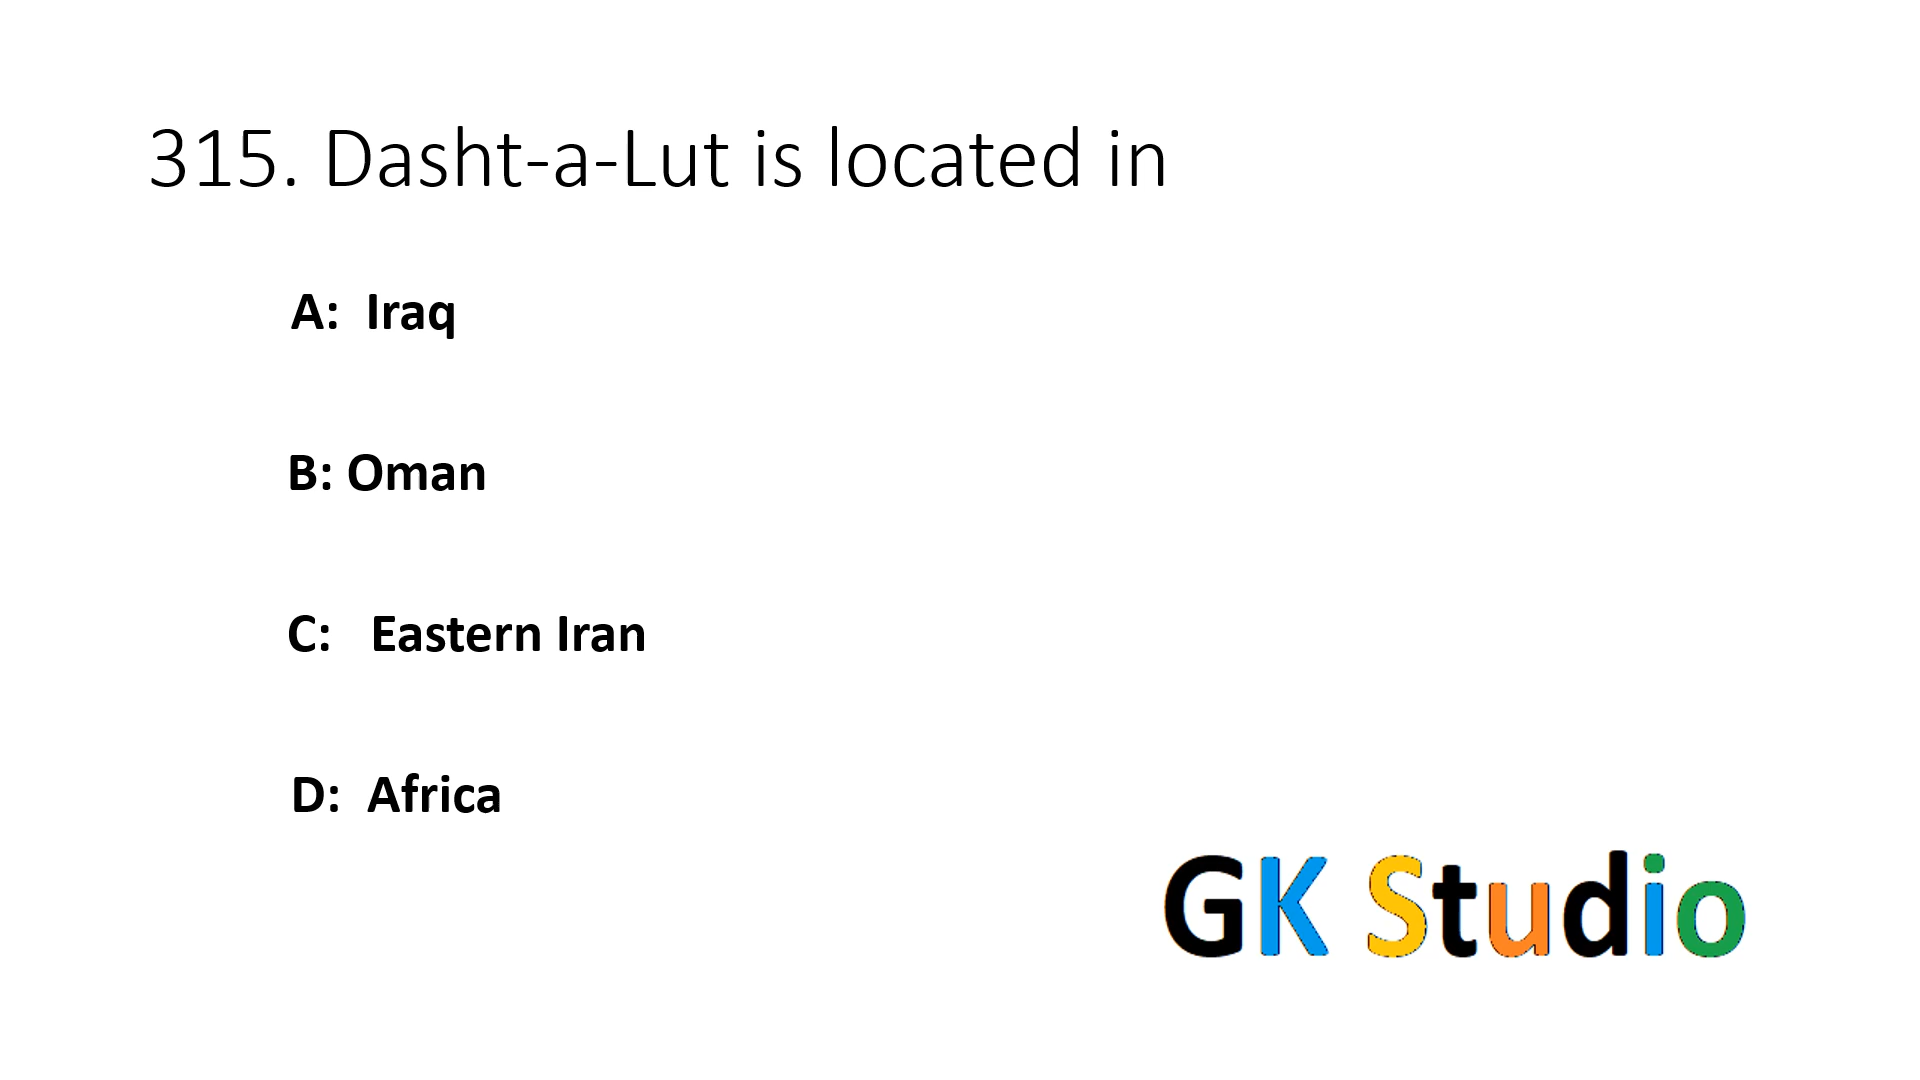 315. Dasht-a-Lut is located in
A: Iraq
B: Oman
C: Eastern Iran
D: Africa
GK Studio